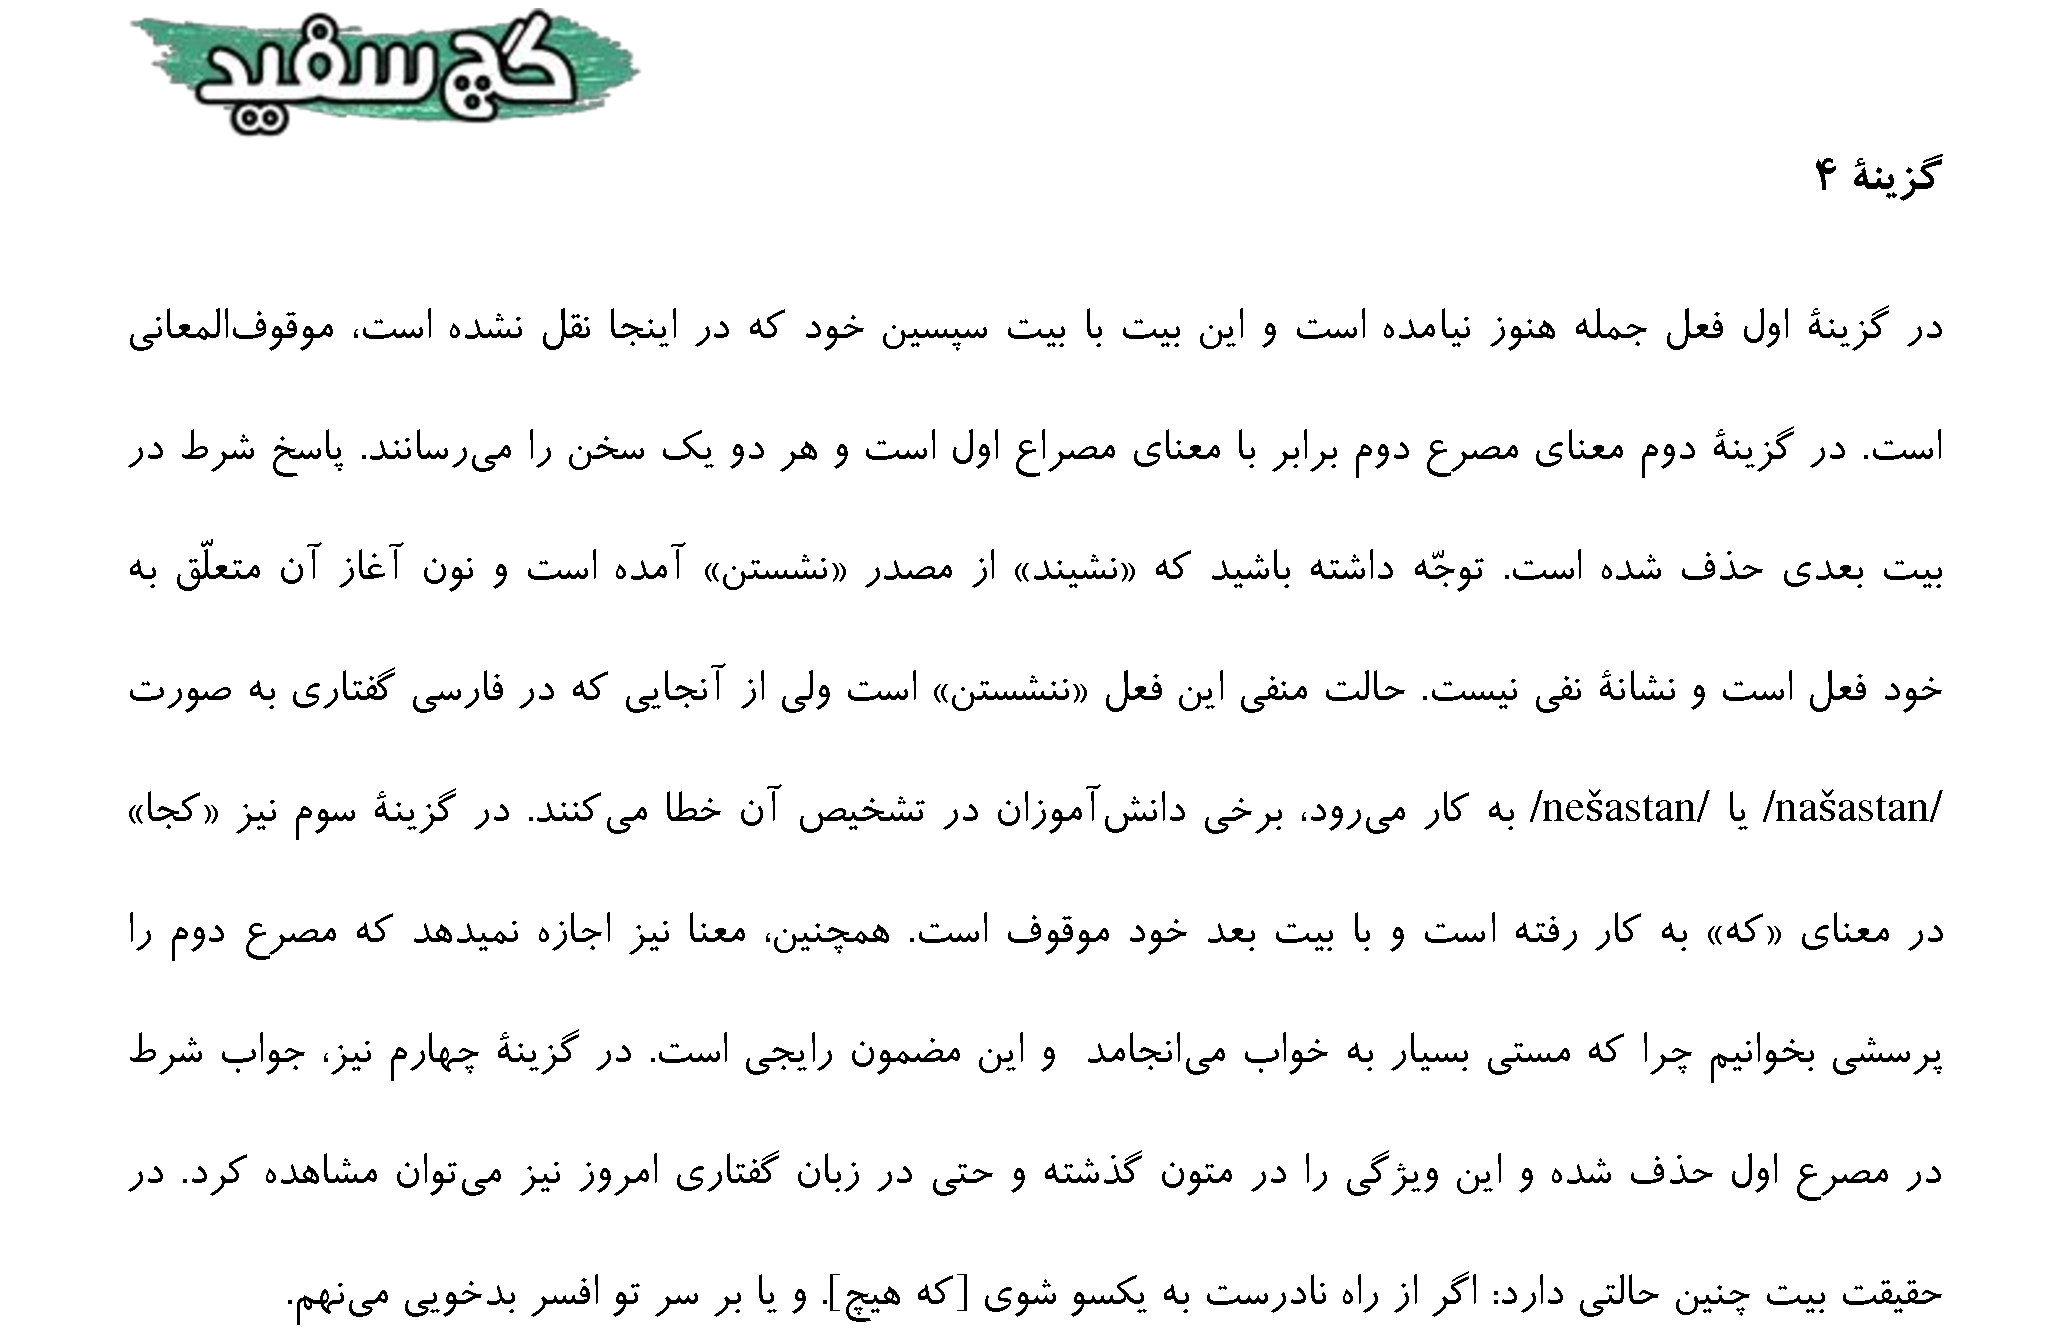 گچ سفید
گزینهٔ ۴
در گزینهٔ اول فعل جمله هنوز نیامده است و این بیت با بیت سپسین خود که در اینجا نقل نشده است، موقوف‌المعانی
است. در گزینهٔ دوم معنای مصرع دوم برابر با معنای مصراع اول است و هر دو یک سخن را می‌رسانند. پاسخ شرط در
بیت بعدی حذف شده است. توجّه داشته باشید که «نشیند» از مصدر «نشستن» آمده است و نون آغاز آن متعلّق به
خود فعل است و نشانهٔ نفی نیست. حالت منفی این فعل «ننشستن» است ولی از آنجایی که در فارسی گفتاری به صورت
/našastan/ یا /nešastan/ به کار می‌رود، برخی دانش‌آموزان در تشخیص آن خطا می‌کنند. در گزینهٔ سوم نیز «کجا»
در معنای «که» به کار رفته است و با بیت بعد خود موقوف است. همچنین، معنا نیز اجازه نمیدهد که مصرع دوم را
پرسشی بخوانیم چرا که مستی بسیار به خواب می‌انجامد و این مضمون رایجی است. در گزینهٔ چهارم نیز، جواب شرط
در مصرع اول حذف شده و این ویژگی را در متون گذشته و حتی در زبان گفتاری امروز نیز می‌توان مشاهده کرد. در
حقیقت بیت چنین حالتی دارد: اگر از راه نادرست به یکسو شوی [که هیچ]. و یا بر سر تو افسر بدخویی می‌نهم.